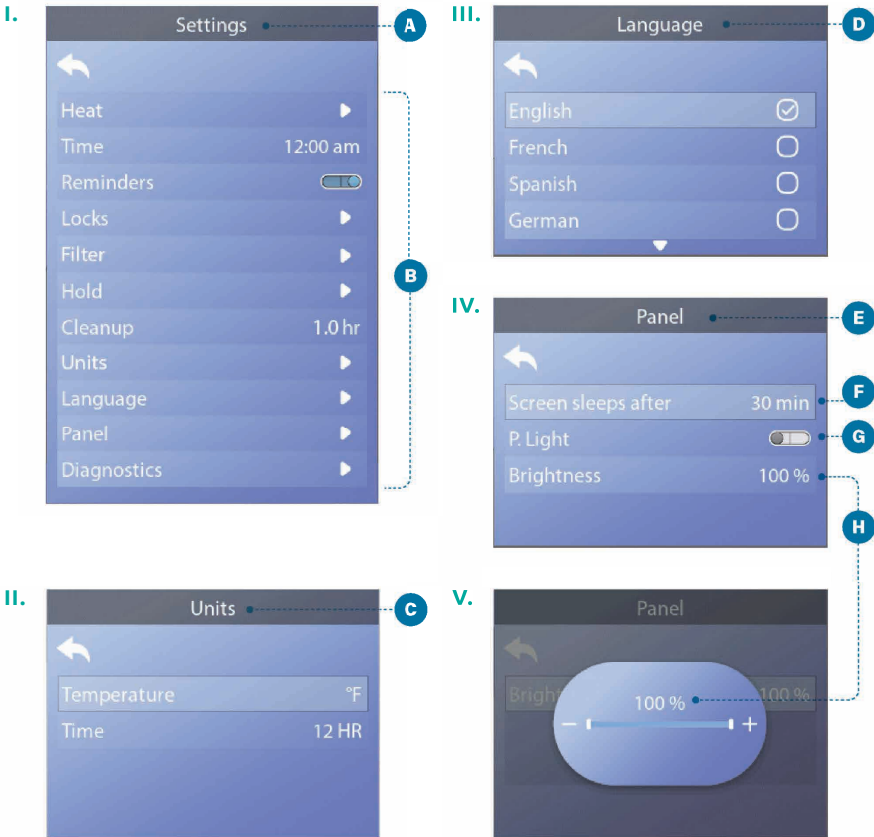 I.
Settings
A
Heat
Time 12:00 am
Reminders
Locks
Filter
B
Hold
Cleanup 1.0 hr
Units
Language
Panel
Diagnostics
II.
Units
C
Temperature °F
Time 12 HR
III.
Language
D
English
French
Spanish
German
IV.
Panel
E
Screen sleeps after 30 min
F
P. Light
G
Brightness 100 %
H
V.
Panel
100 %
100 %
− +